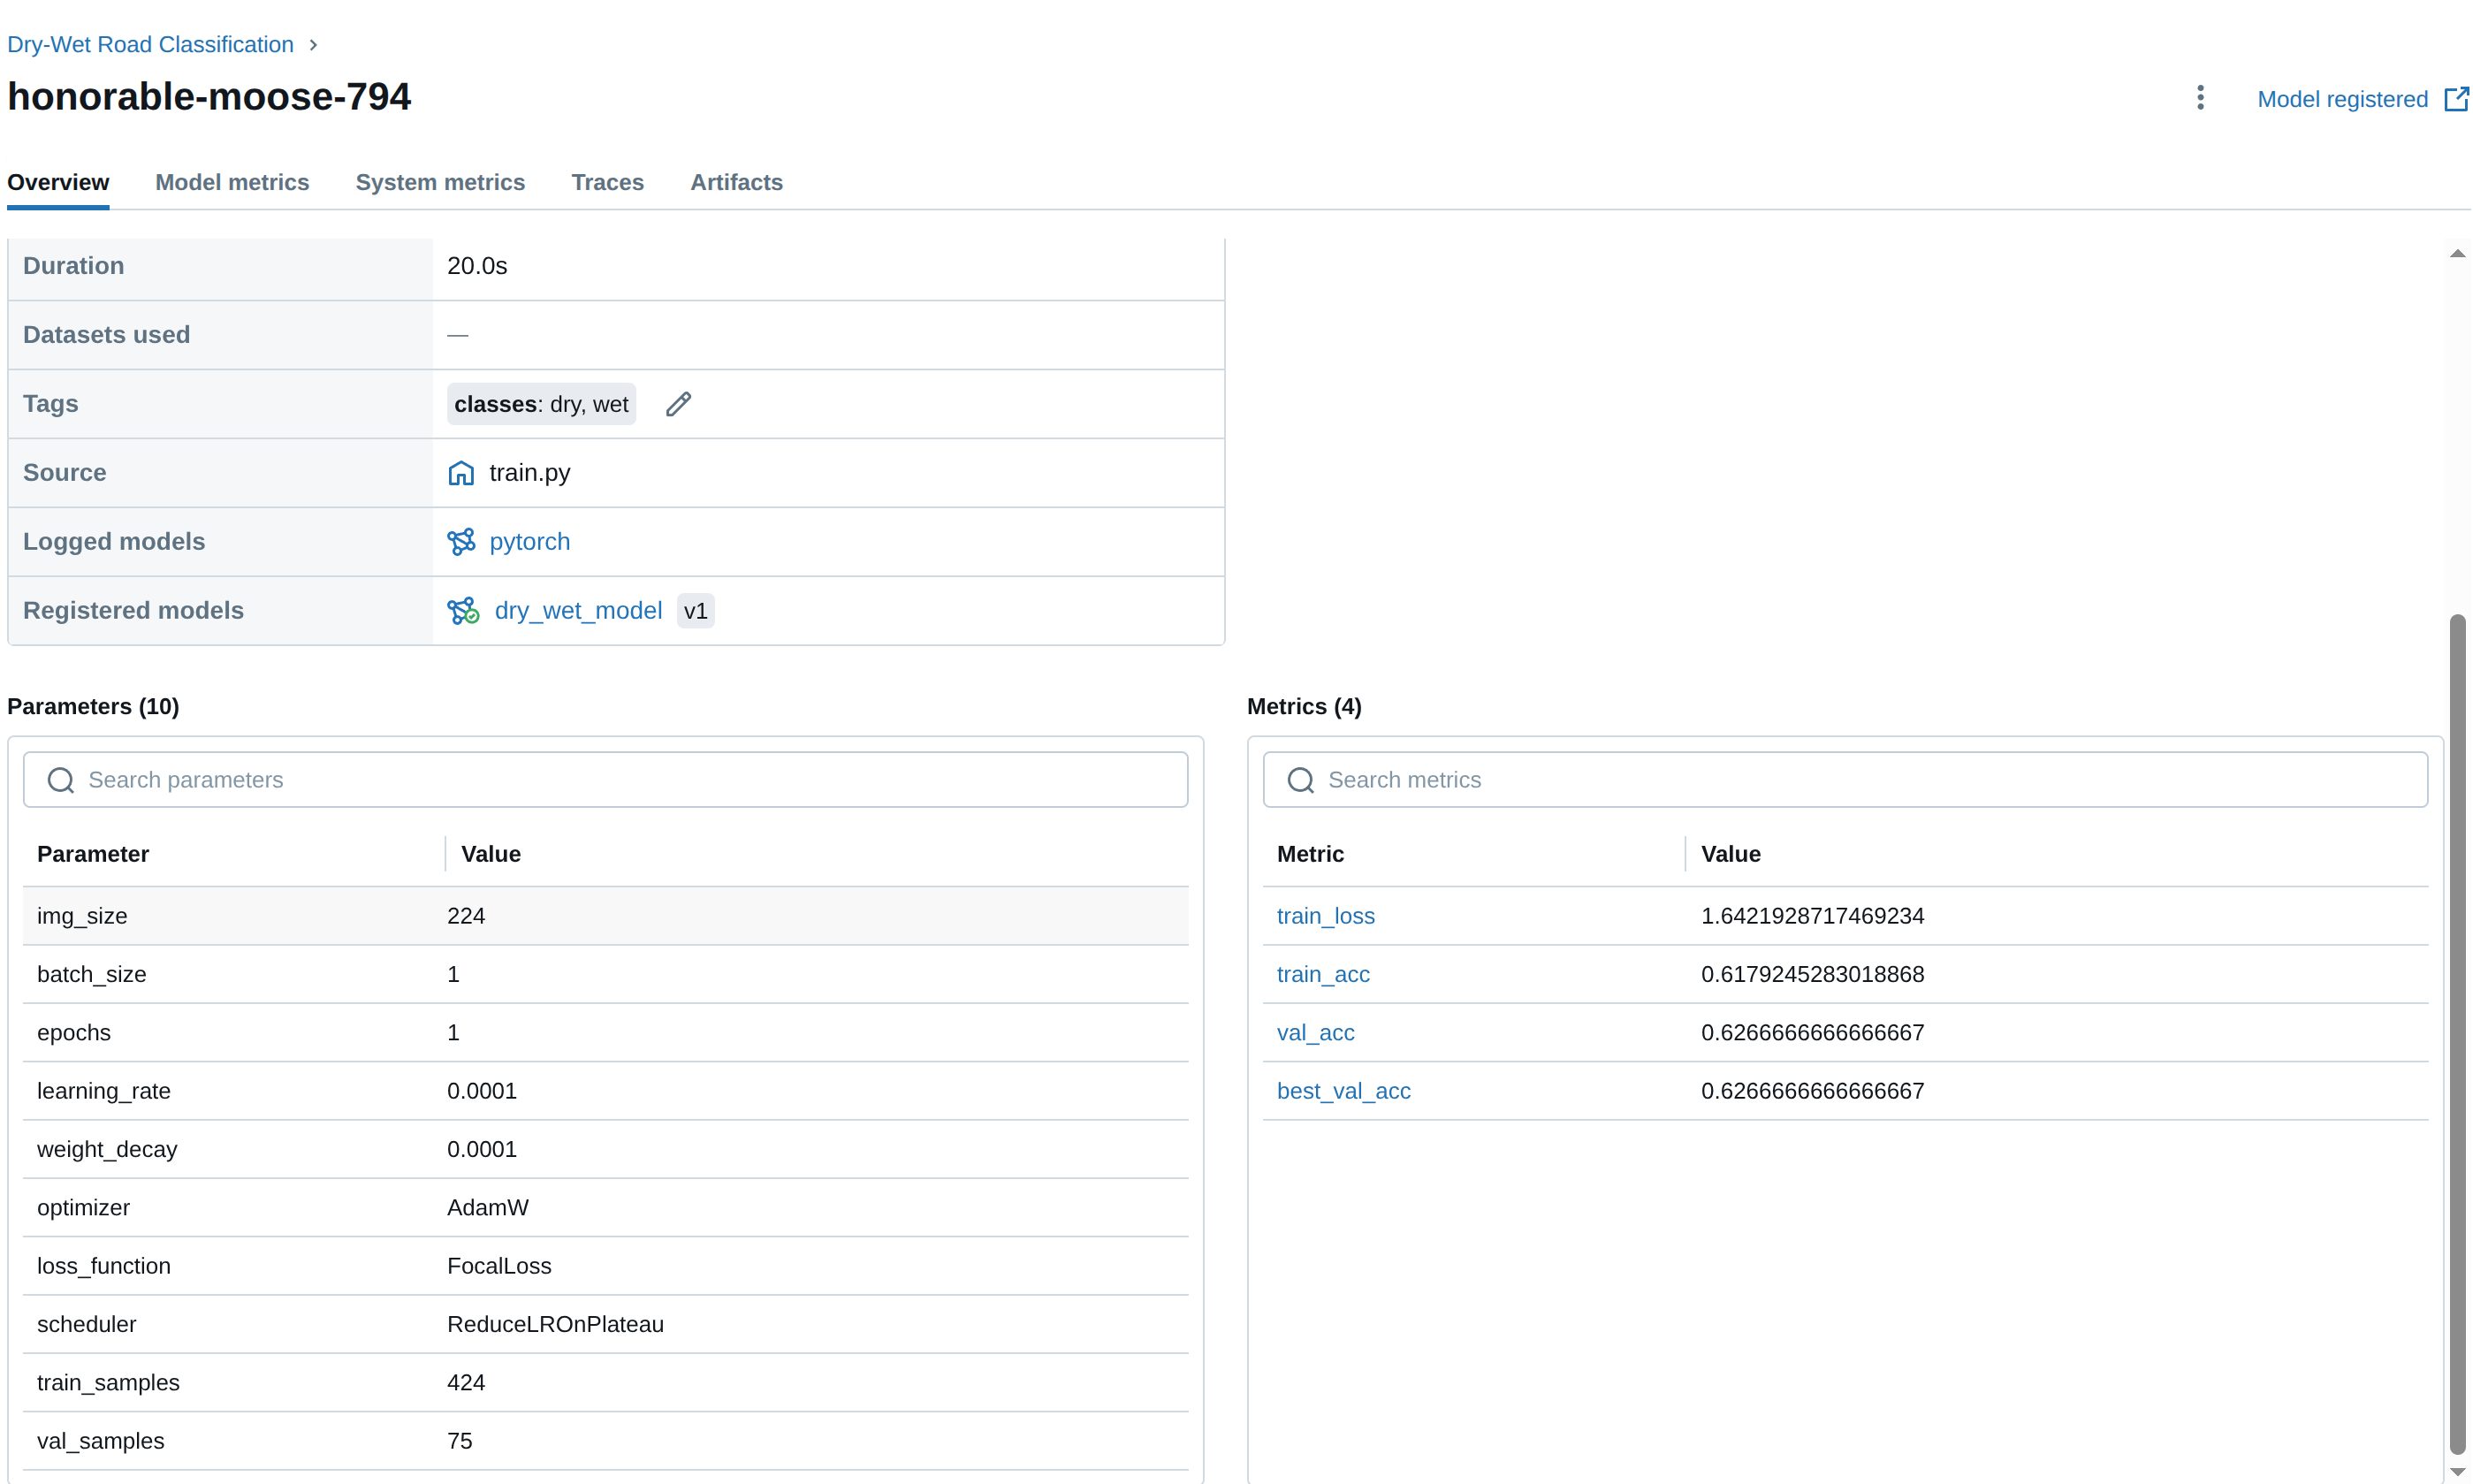 Dry-Wet Road Classification
honorable-moose-794
Model registered
Overview Model metrics System metrics Traces Artifacts
Duration 20.0s
Datasets used —
Tags classes: dry, wet
Source train.py
Logged models pytorch
Registered models dry_wet_model v1
Parameters (10)
Search parameters
Parameter Value
img_size 224
batch_size 1
epochs 1
learning_rate 0.0001
weight_decay 0.0001
optimizer AdamW
loss_function FocalLoss
scheduler ReduceLROnPlateau
train_samples 424
val_samples 75
Metrics (4)
Search metrics
Metric Value
train_loss 1.6421928717469234
train_acc 0.6179245283018868
val_acc 0.6266666666666667
best_val_acc 0.6266666666666667